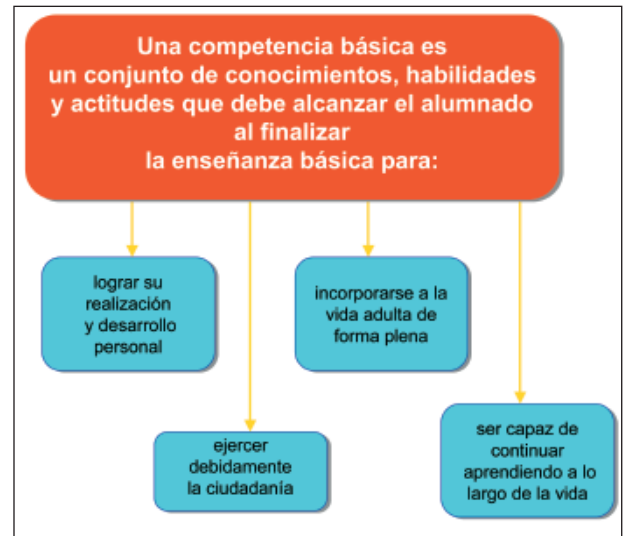 Una competencia básica es
un conjunto de conocimientos, habilidades
y actitudes que debe alcanzar el alumnado
al finalizar
la enseñanza básica para:
lograr su
realización
y desarrollo
personal
incorporarse a la
vida adulta de
forma plena
ejercer
debidamente
la ciudadanía
ser capaz de
continuar
aprendiendo a lo
largo de la vida